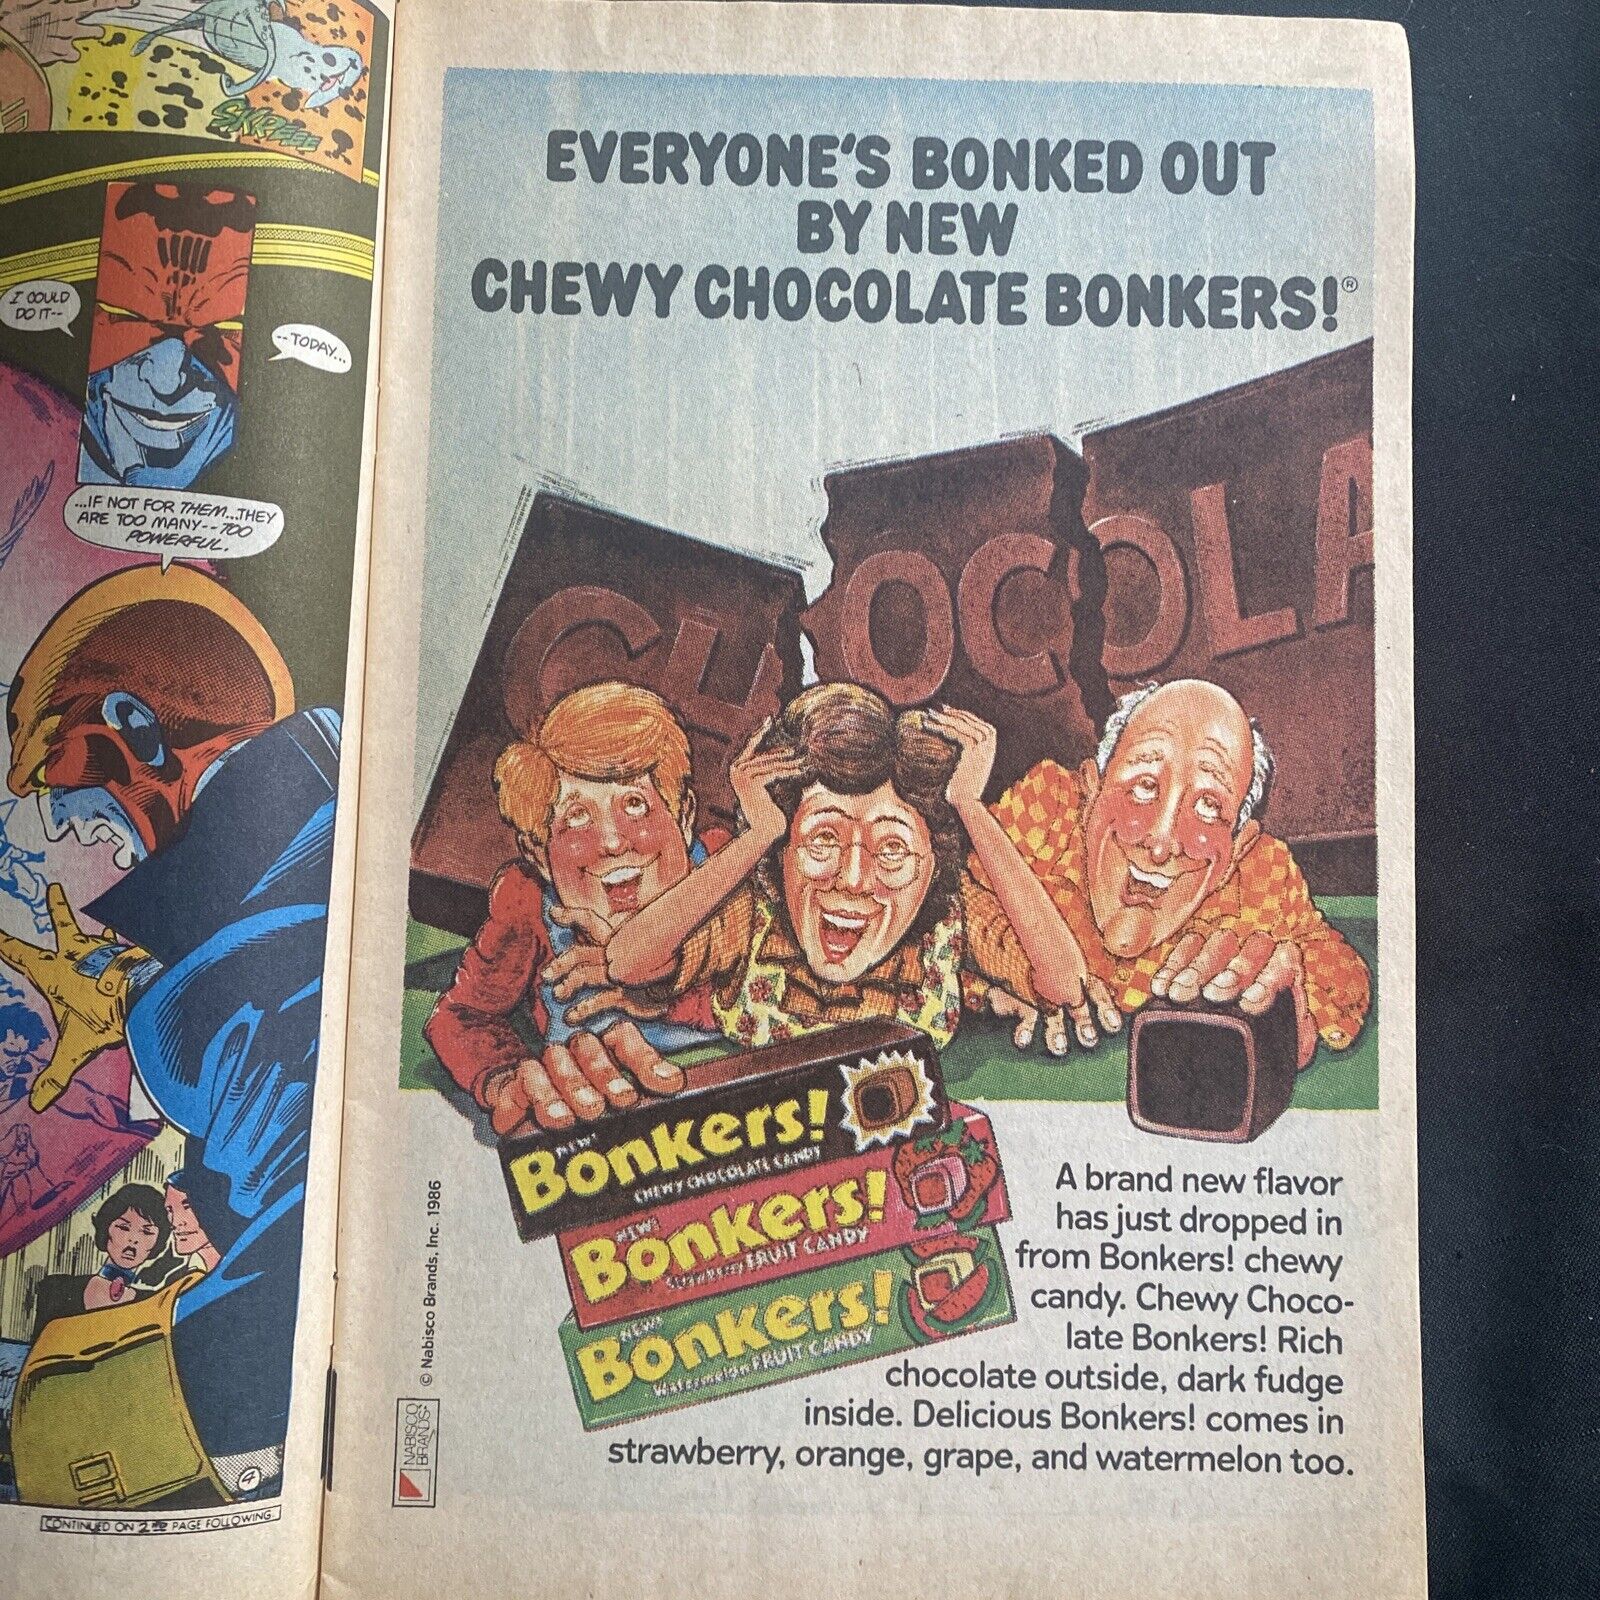 SKREEEE
I COULD
DO IT--
--TODAY...
...IF NOT FOR THEM...THEY
ARE TOO MANY--TOO
POWERFUL.
4
CONTINUED ON 2ND PAGE FOLLOWING.
EVERYONE'S BONKED OUT
BY NEW
CHEWY CHOCOLATE BONKERS!®
CHOCOLA
NEW!
Bonkers!
CHEWY CHOCOLATE CANDY
NEW!
Bonkers!
Strawberry FRUIT CANDY
NEW!
Bonkers!
Watermelon FRUIT CANDY
A brand new flavor
has just dropped in
from Bonkers! chewy
candy. Chewy Choco-
late Bonkers! Rich
chocolate outside, dark fudge
inside. Delicious Bonkers! comes in
strawberry, orange, grape, and watermelon too.
© Nabisco Brands, Inc. 1986
NABISCO
BRANDS